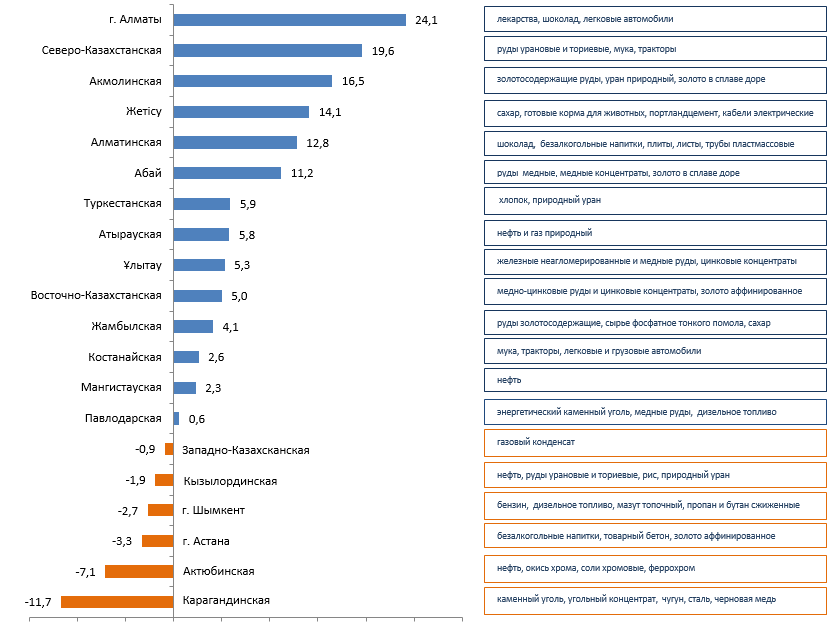 г. Алматы 24,1 лекарства, шоколад, легковые автомобили
Северо-Казахстанская 19,6 руды урановые и ториевые, мука, тракторы
Акмолинская 16,5 золотосодержащие руды, уран природный, золото в сплаве доре
Жетісу 14,1 сахар, готовые корма для животных, портландцемент, кабели электрические
Алматинская 12,8 шоколад, безалкогольные напитки, плиты, листы, трубы пластмассовые
Абай 11,2 руды медные, медные концентраты, золото в сплаве доре
Туркестанская 5,9 хлопок, природный уран
Атырауская 5,8 нефть и газ природный
Ұлытау 5,3 железные неагломерированные и медные руды, цинковые концентраты
Восточно-Казахстанская 5,0 медно-цинковые руды и цинковые концентраты, золото аффинированное
Жамбылская 4,1 руды золотосодержащие, сырье фосфатное тонкого помола, сахар
Костанайская 2,6 мука, тракторы, легковые и грузовые автомобили
Мангистауская 2,3 нефть
Павлодарская 0,6 энергетический каменный уголь, медные руды, дизельное топливо
-0,9 Западно-Казахсканская газовый конденсат
-1,9 Кызылординская нефть, руды урановые и ториевые, рис, природный уран
-2,7 г. Шымкент бензин, дизельное топливо, мазут топочный, пропан и бутан сжиженные
-3,3 г. Астана безалкогольные напитки, товарный бетон, золото аффинированное
-7,1 Актюбинская нефть, окись хрома, соли хромовые, феррохром
-11,7 Карагандинская каменный уголь, угольный концентрат, чугун, сталь, черновая медь